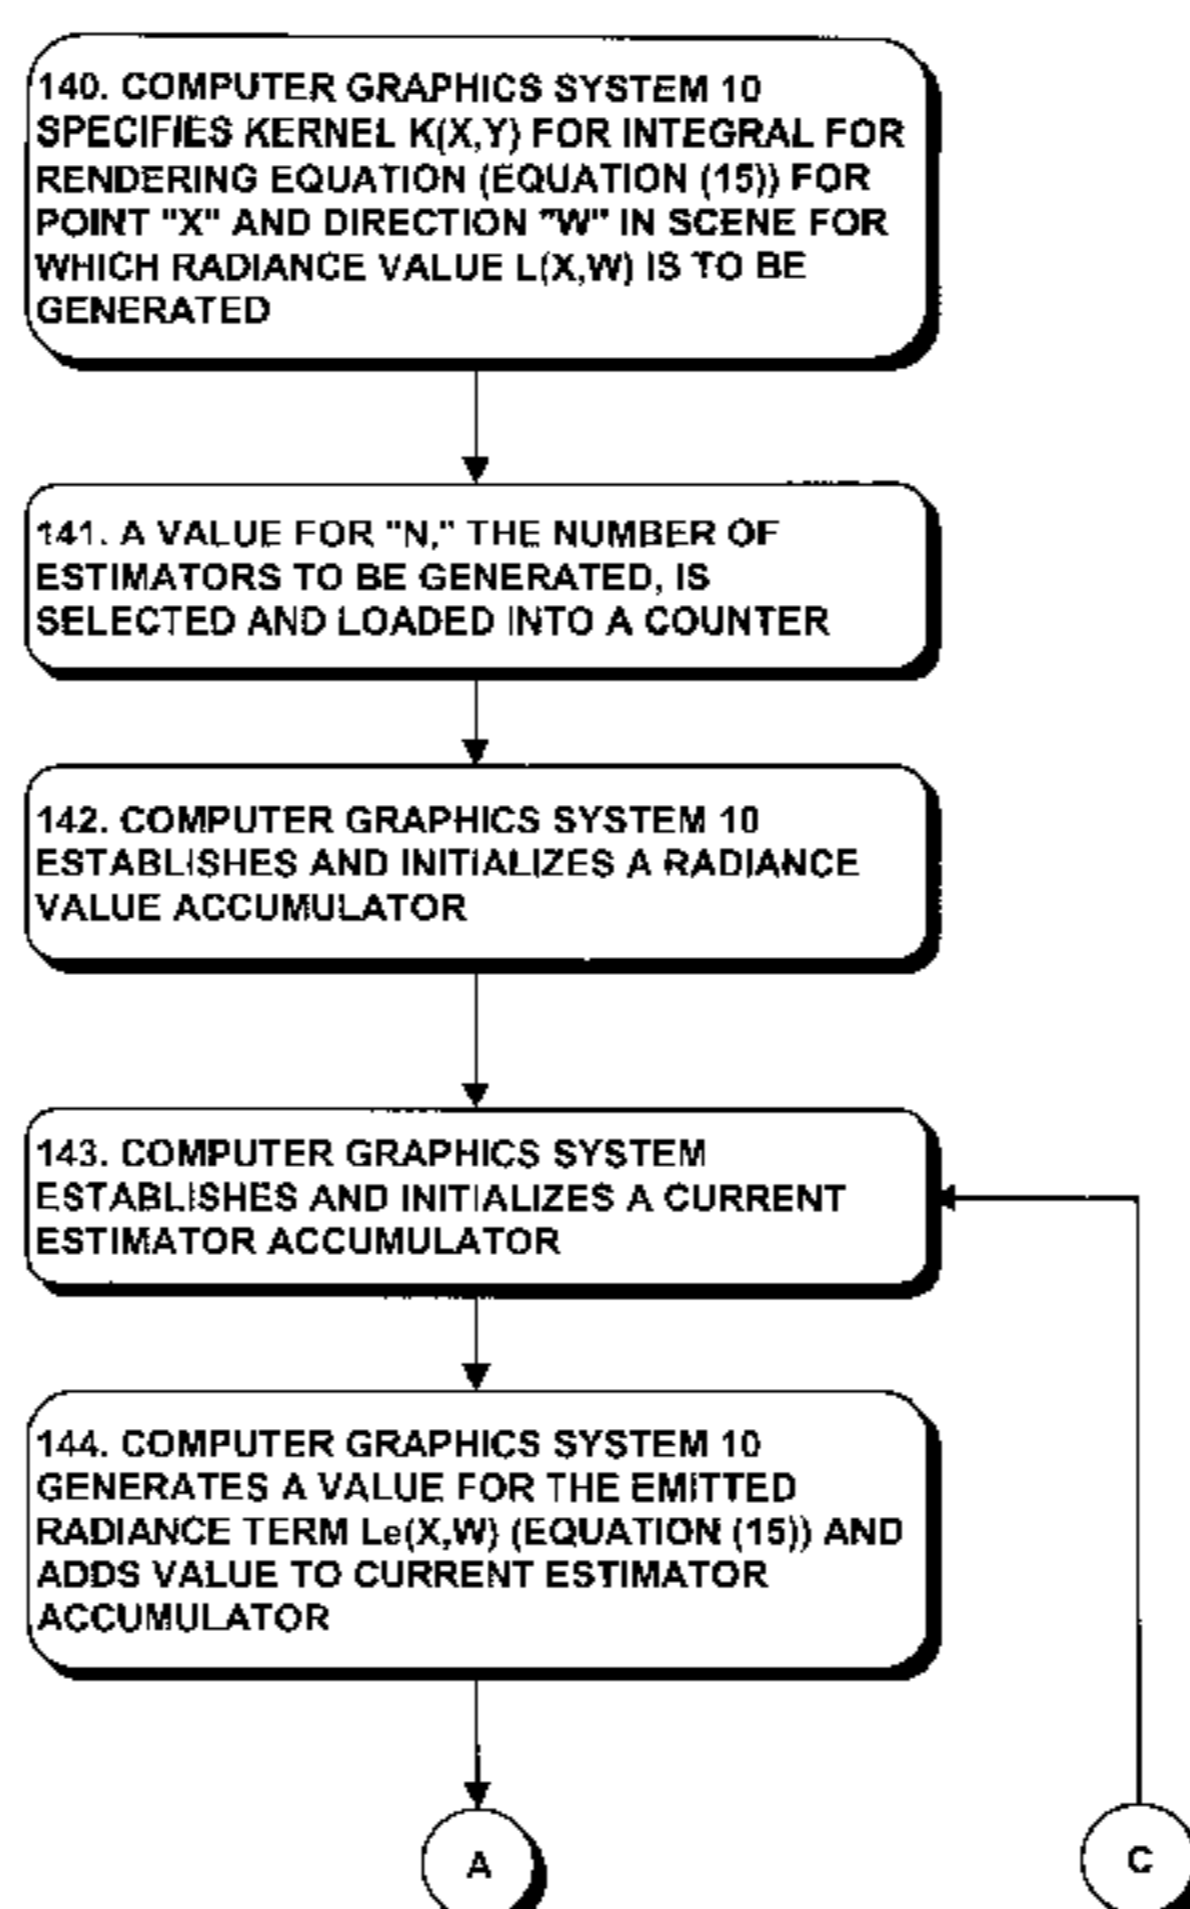 140. COMPUTER GRAPHICS SYSTEM 10
SPECIFIES KERNEL K(X,Y) FOR INTEGRAL FOR
RENDERING EQUATION (EQUATION (15)) FOR
POINT "X" AND DIRECTION "W" IN SCENE FOR
WHICH RADIANCE VALUE L(X,W) IS TO BE
GENERATED
141. A VALUE FOR "N," THE NUMBER OF
ESTIMATORS TO BE GENERATED, IS
SELECTED AND LOADED INTO A COUNTER
142. COMPUTER GRAPHICS SYSTEM 10
ESTABLISHES AND INITIALIZES A RADIANCE
VALUE ACCUMULATOR
143. COMPUTER GRAPHICS SYSTEM
ESTABLISHES AND INITIALIZES A CURRENT
ESTIMATOR ACCUMULATOR
144. COMPUTER GRAPHICS SYSTEM 10
GENERATES A VALUE FOR THE EMITTED
RADIANCE TERM Le(X,W) (EQUATION (15)) AND
ADDS VALUE TO CURRENT ESTIMATOR
ACCUMULATOR
A
C